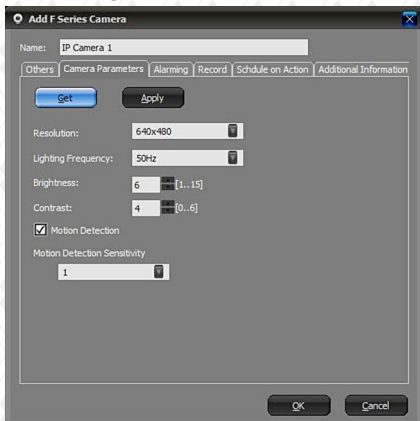 Add F Series Camera
Name: IP Camera 1
Others Camera Parameters Alarming Record Schdule on Action Additional Information
Get Apply
Resolution: 640x480
Lighting Frequency: 50Hz
Brightness: 6 [1..15]
Contrast: 4 [0..6]
Motion Detection
Motion Detection Sensitivity
1
OK Cancel